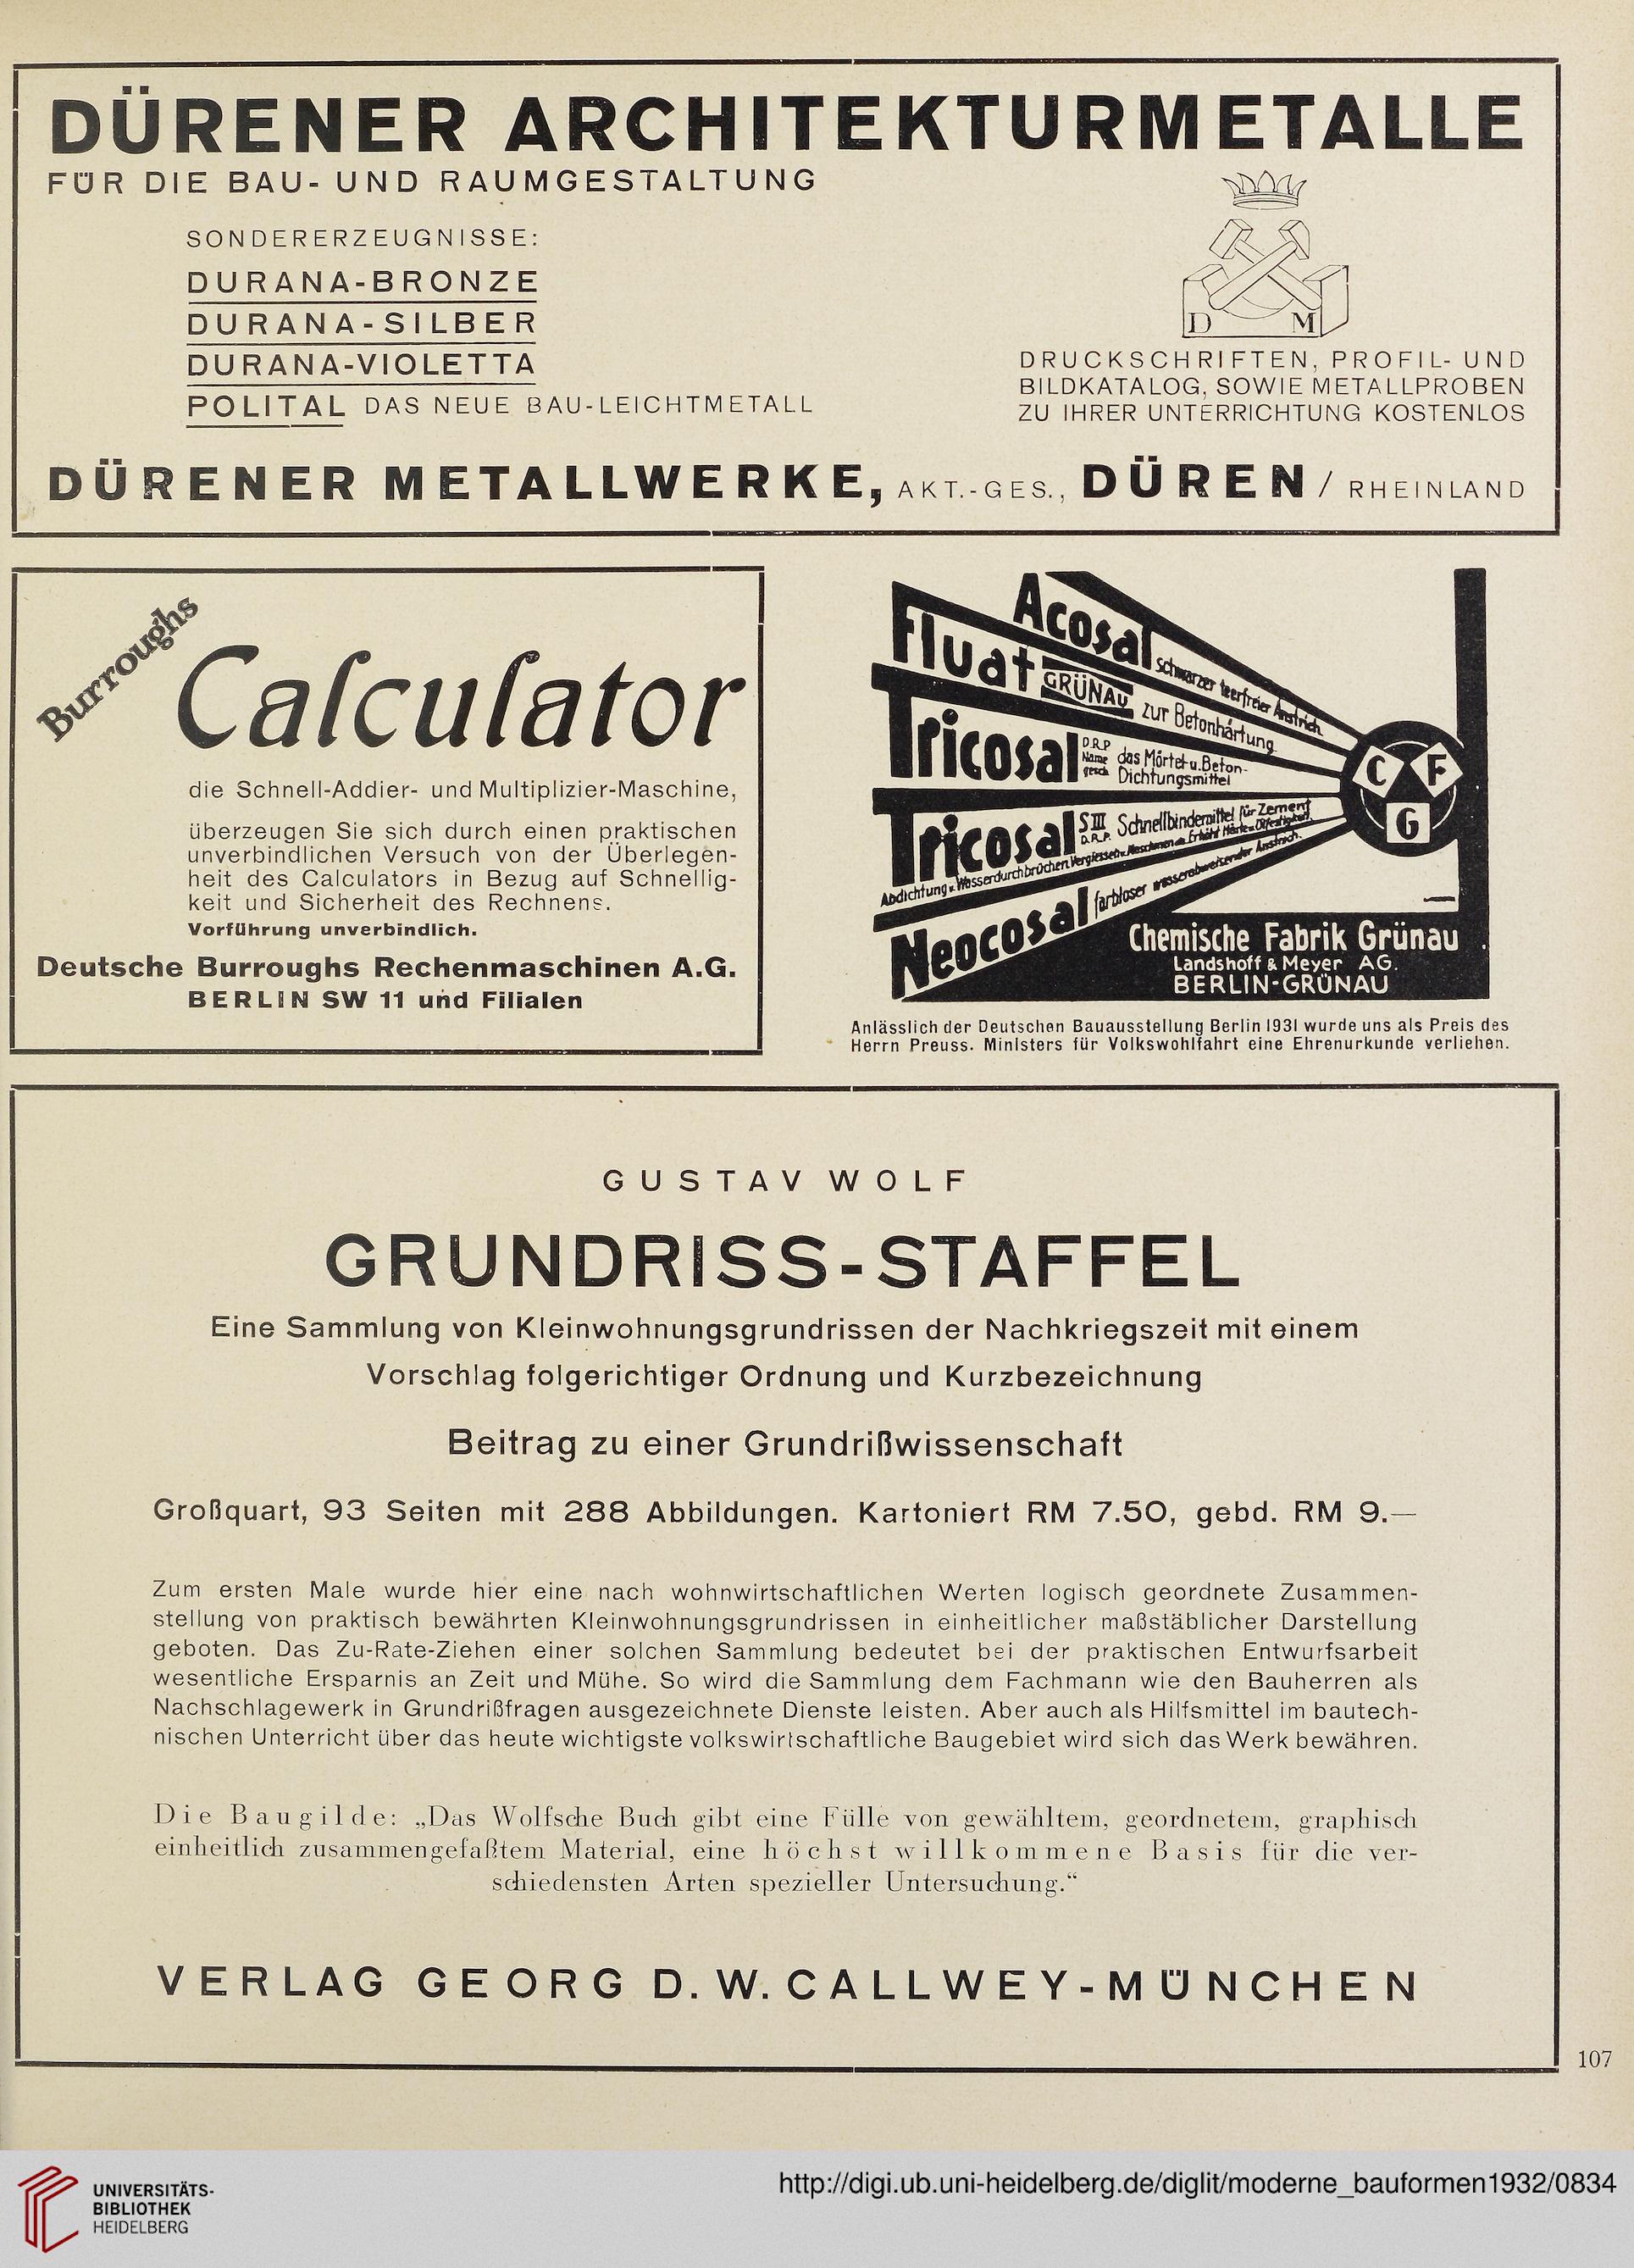 DÜRENER ARCHITEKTURMETALLE
FÜR DIE BAU- UND RAUMGESTALTUNG
SONDERERZEUGNISSE:
DURANA-BRONZE
DURANA-SILBER
DURANA-VIOLETTA
POLITAL DAS NEUE BAU-LEICHTMETALL
D M
DRUCKSCHRIFTEN, PROFIL- UND
BILDKATALOG, SOWIE METALLPROBEN
ZU IHRER UNTERRICHTUNG KOSTENLOS
DÜRENER METALLWERKE, AKT.-GES., DÜREN / RHEINLAND
Burroughs
Calculator
die Schnell-Addier- und Multiplizier-Maschine,
überzeugen Sie sich durch einen praktischen
unverbindlichen Versuch von der Überlegen-
heit des Calculators in Bezug auf Schnellig-
keit und Sicherheit des Rechnens.
Vorführung unverbindlich.
Deutsche Burroughs Rechenmaschinen A.G.
BERLIN SW 11 und Filialen
Acosal schwarzer teerfreier Anstrich.
Fluat GRÜNAU zur Betonhärtung
Tricosal D.R.P Name gesch das Mörtel-u.Beton-
Dichtungsmittel
Tricosal S III D.R.P. Schnellbindemittel für Zement
Abdichtung v. Wasserdurchbrüchen
Neocosal farbloser wasserabweisender Anstrich.
C F
G
Chemische Fabrik Grünau
Landshoff & Meyer AG.
BERLIN-GRÜNAU
Anlässlich der Deutschen Bauausstellung Berlin 1931 wurde uns als Preis des
Herrn Preuss. Ministers für Volkswohlfahrt eine Ehrenurkunde verliehen.
GUSTAV WOLF
GRUNDRISS-STAFFEL
Eine Sammlung von Kleinwohnungsgrundrissen der Nachkriegszeit mit einem
Vorschlag folgerichtiger Ordnung und Kurzbezeichnung
Beitrag zu einer Grundrißwissenschaft
Großquart, 93 Seiten mit 288 Abbildungen. Kartoniert RM 7.50, gebd. RM 9.—
Zum ersten Male wurde hier eine nach wohnwirtschaftlichen Werten logisch geordnete Zusammen-
stellung von praktisch bewährten Kleinwohnungsgrundrissen in einheitlicher maßstäblicher Darstellung
geboten. Das Zu-Rate-Ziehen einer solchen Sammlung bedeutet bei der praktischen Entwurfsarbeit
wesentliche Ersparnis an Zeit und Mühe. So wird die Sammlung dem Fachmann wie den Bauherren als
Nachschlagewerk in Grundrißfragen ausgezeichnete Dienste leisten. Aber auch als Hilfsmittel im bautech-
nischen Unterricht über das heute wichtigste volkswirtschaftliche Baugebiet wird sich das Werk bewähren.
Die Baugilde: „Das Wolfsche Buch gibt eine Fülle von gewähltem, geordnetem, graphisch
einheitlich zusammengefaßtem Material, eine höchst willkommene Basis für die ver-
schiedensten Arten spezieller Untersuchung.“
VERLAG GEORG D. W. CALLWEY-MÜNCHEN
107
UNIVERSITÄTS-
BIBLIOTHEK
HEIDELBERG
http://digi.ub.uni-heidelberg.de/diglit/moderne_bauformen1932/0834